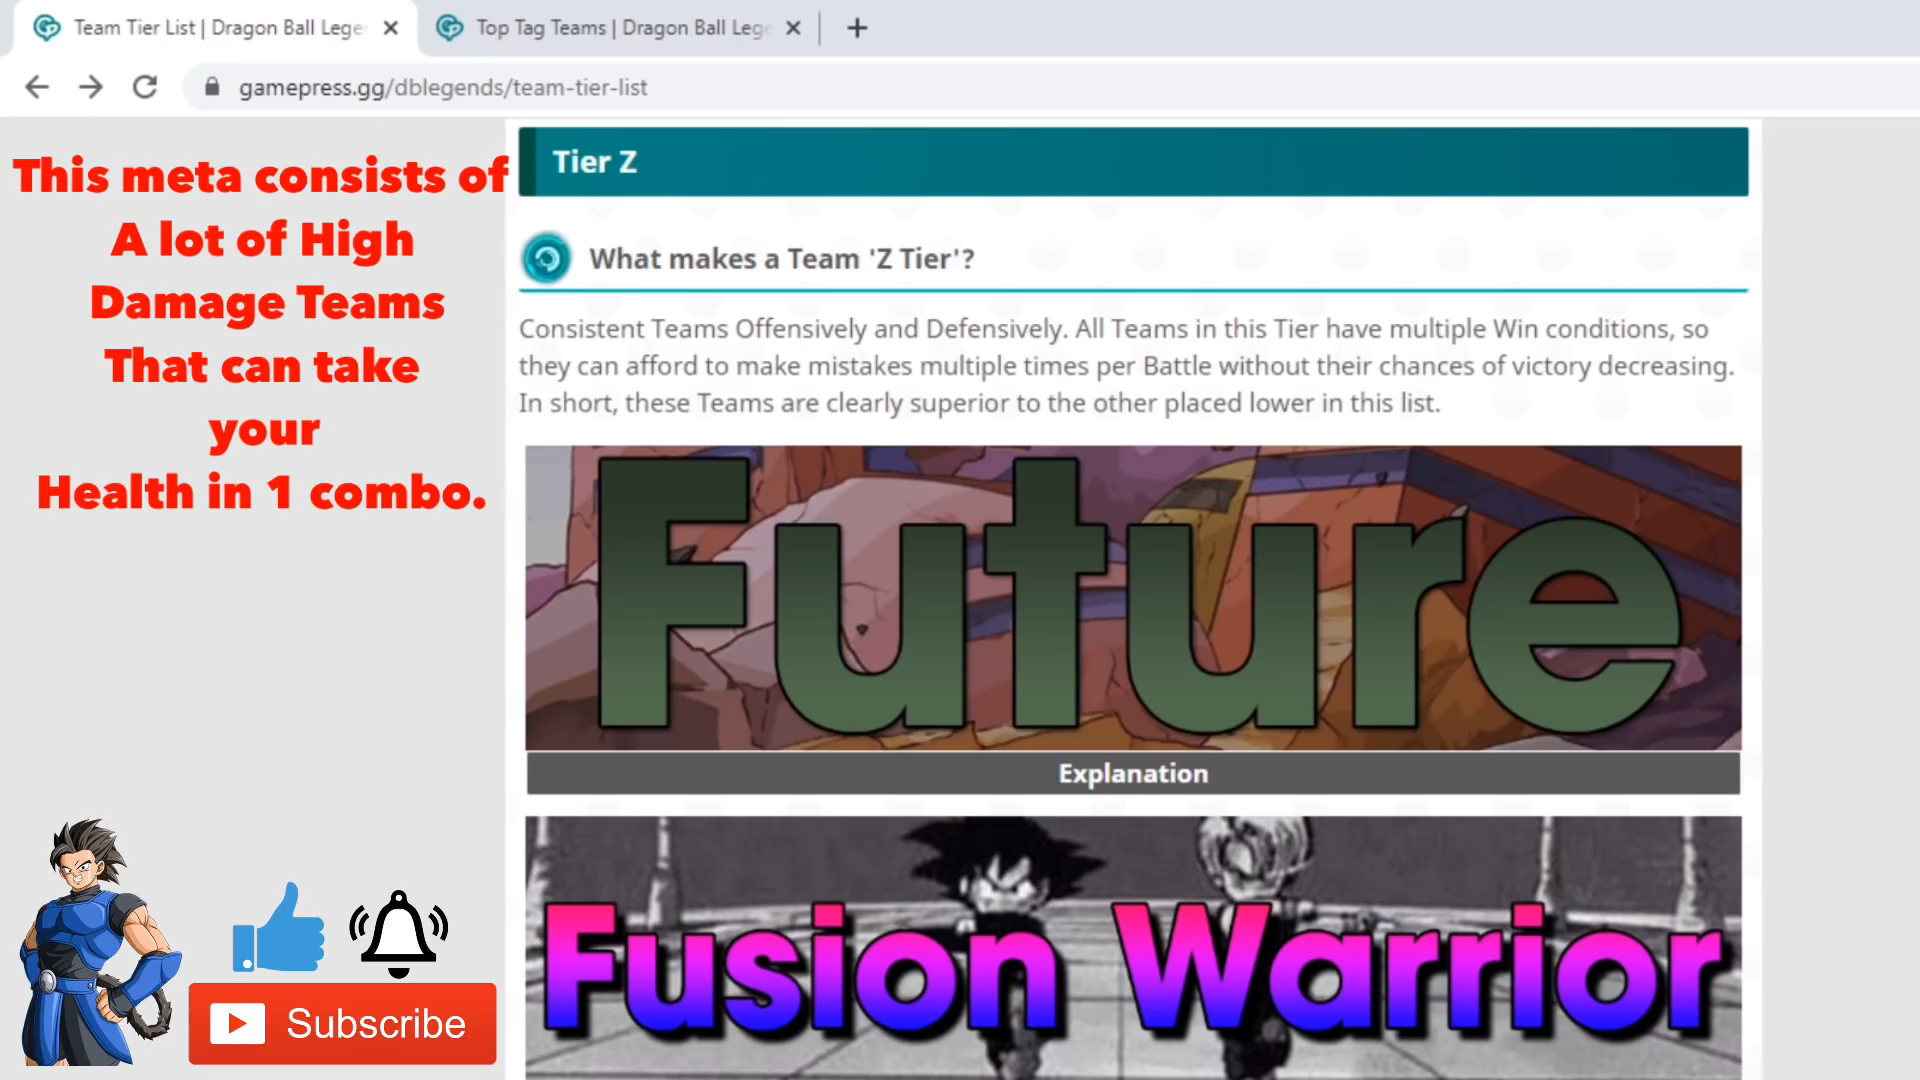 Team Tier List | Dragon Ball Lege
Top Tag Teams | Dragon Ball Lege
gamepress.gg/dblegends/team-tier-list
This meta consists of
A lot of High
Damage Teams
That can take
your
Health in 1 combo.
Subscribe
Tier Z
What makes a Team 'Z Tier'?
Consistent Teams Offensively and Defensively. All Teams in this Tier have multiple Win conditions, so
they can afford to make mistakes multiple times per Battle without their chances of victory decreasing.
In short, these Teams are clearly superior to the other placed lower in this list.
Future
Explanation
Fusion Warrior